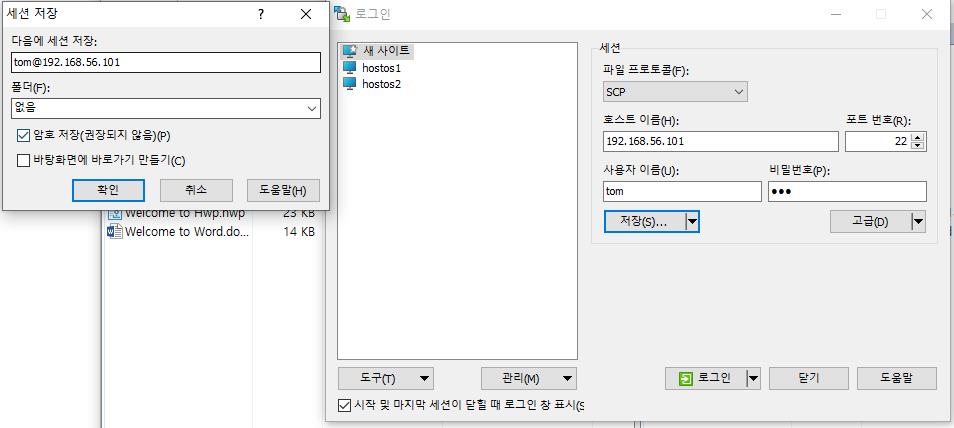 세션 저장
다음에 세션 저장:
tom@192.168.56.101
폴더(F):
없음
암호 저장(권장되지 않음)(P)
바탕화면에 바로가기 만들기(C)
확인 취소 도움말(H)
Welcome to Hwp.hwp 23 KB
Welcome to Word.do... 14 KB
로그인
새 사이트
hostos1
hostos2
세션
파일 프로토콜(F):
SCP
호스트 이름(H): 포트 번호(R):
192.168.56.101 22
사용자 이름(U): 비밀번호(P):
tom ●●●
저장(S)... 고급(D)
도구(T) 관리(M) 로그인 닫기 도움말
시작 및 마지막 세션이 닫힐 때 로그인 창 표시(S